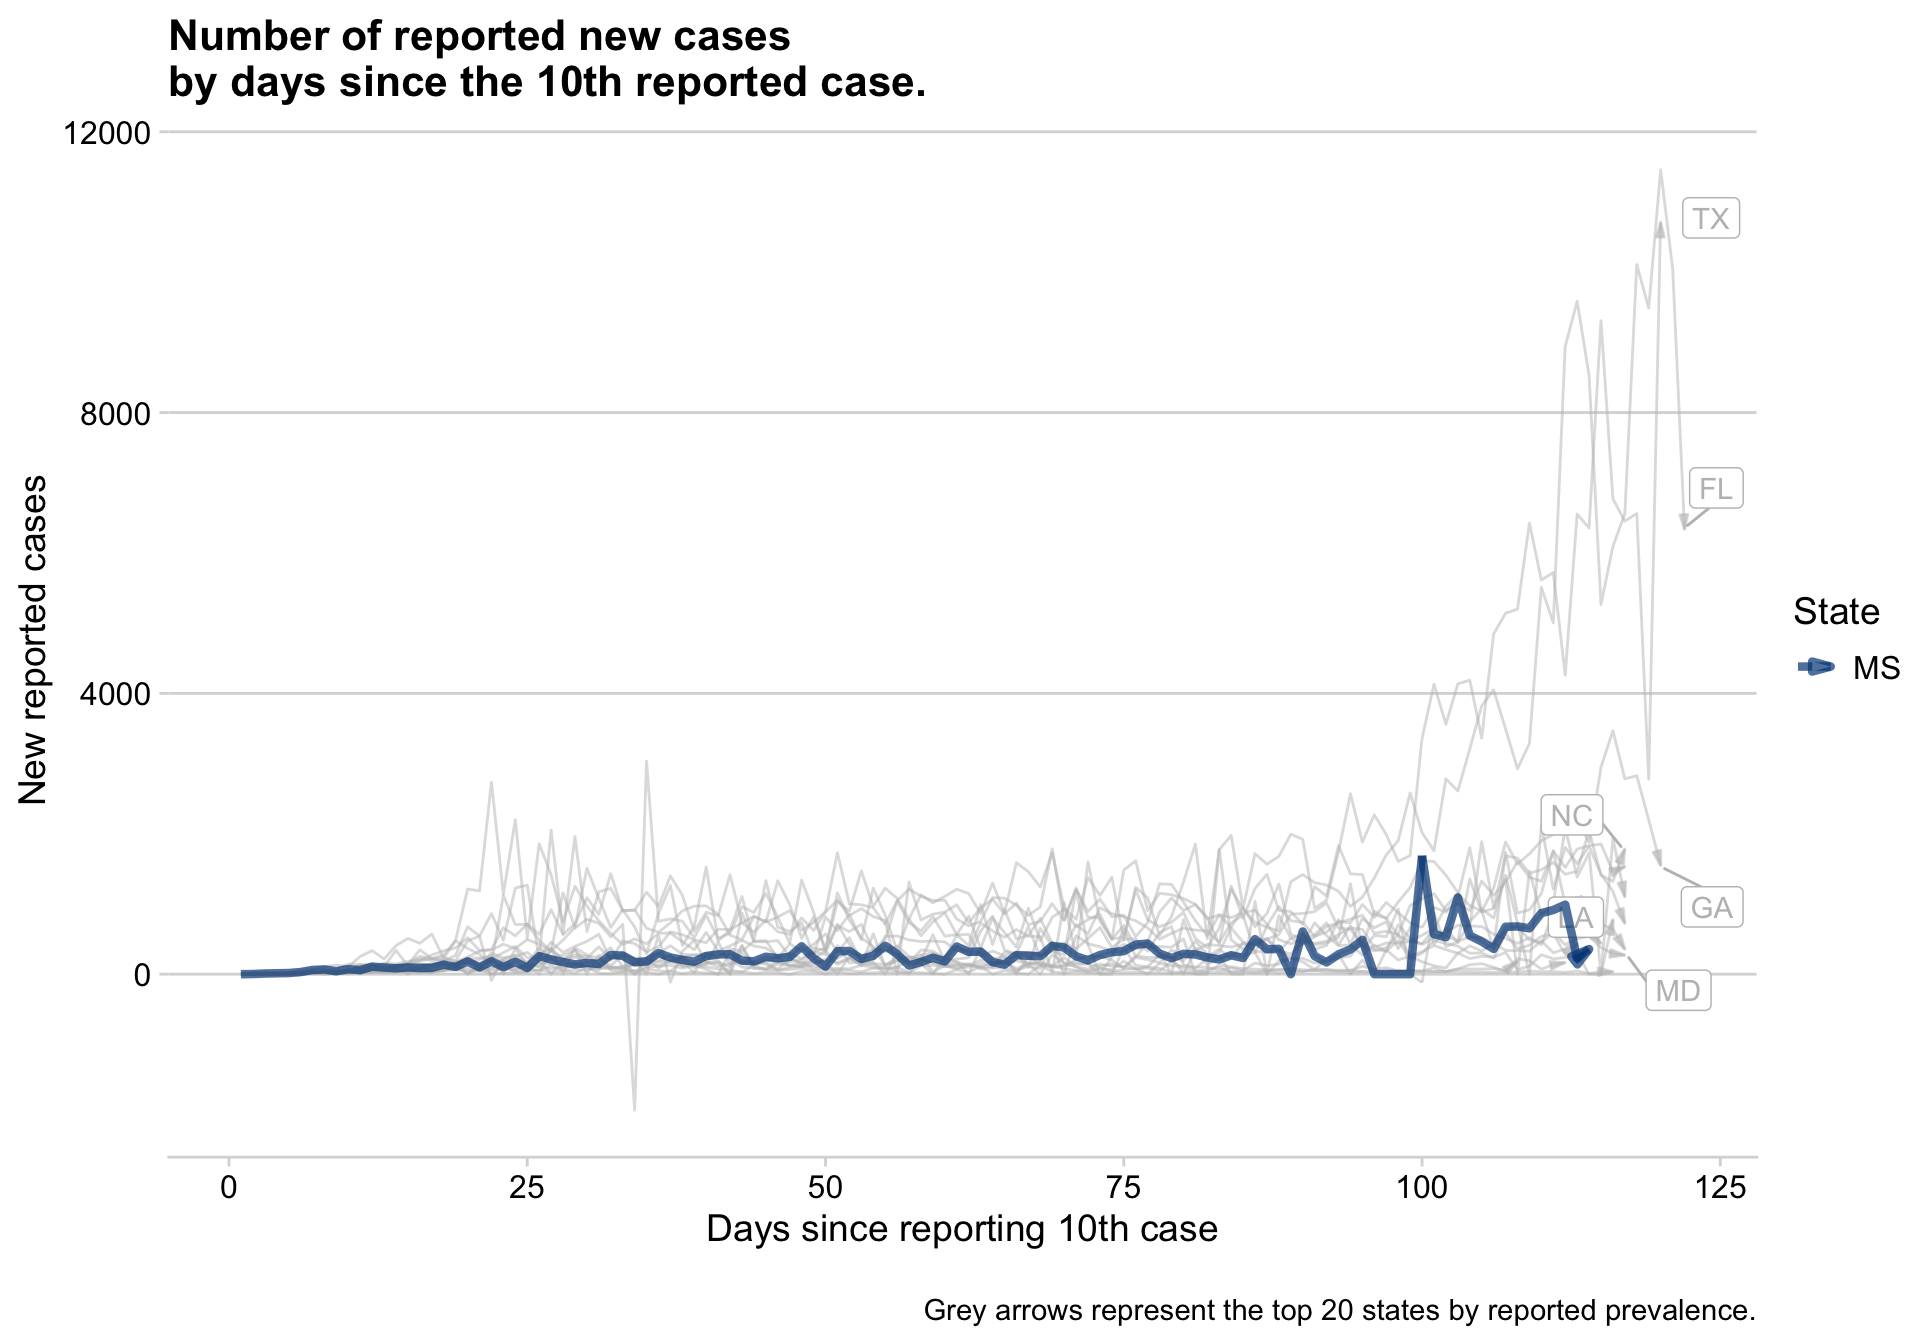 Number of reported new cases
by days since the 10th reported case.
12000
8000
4000
0
New reported cases
TX
FL
NC
LA
GA
MD
State
MS
0 25 50 75 100 125
Days since reporting 10th case
Grey arrows represent the top 20 states by reported prevalence.